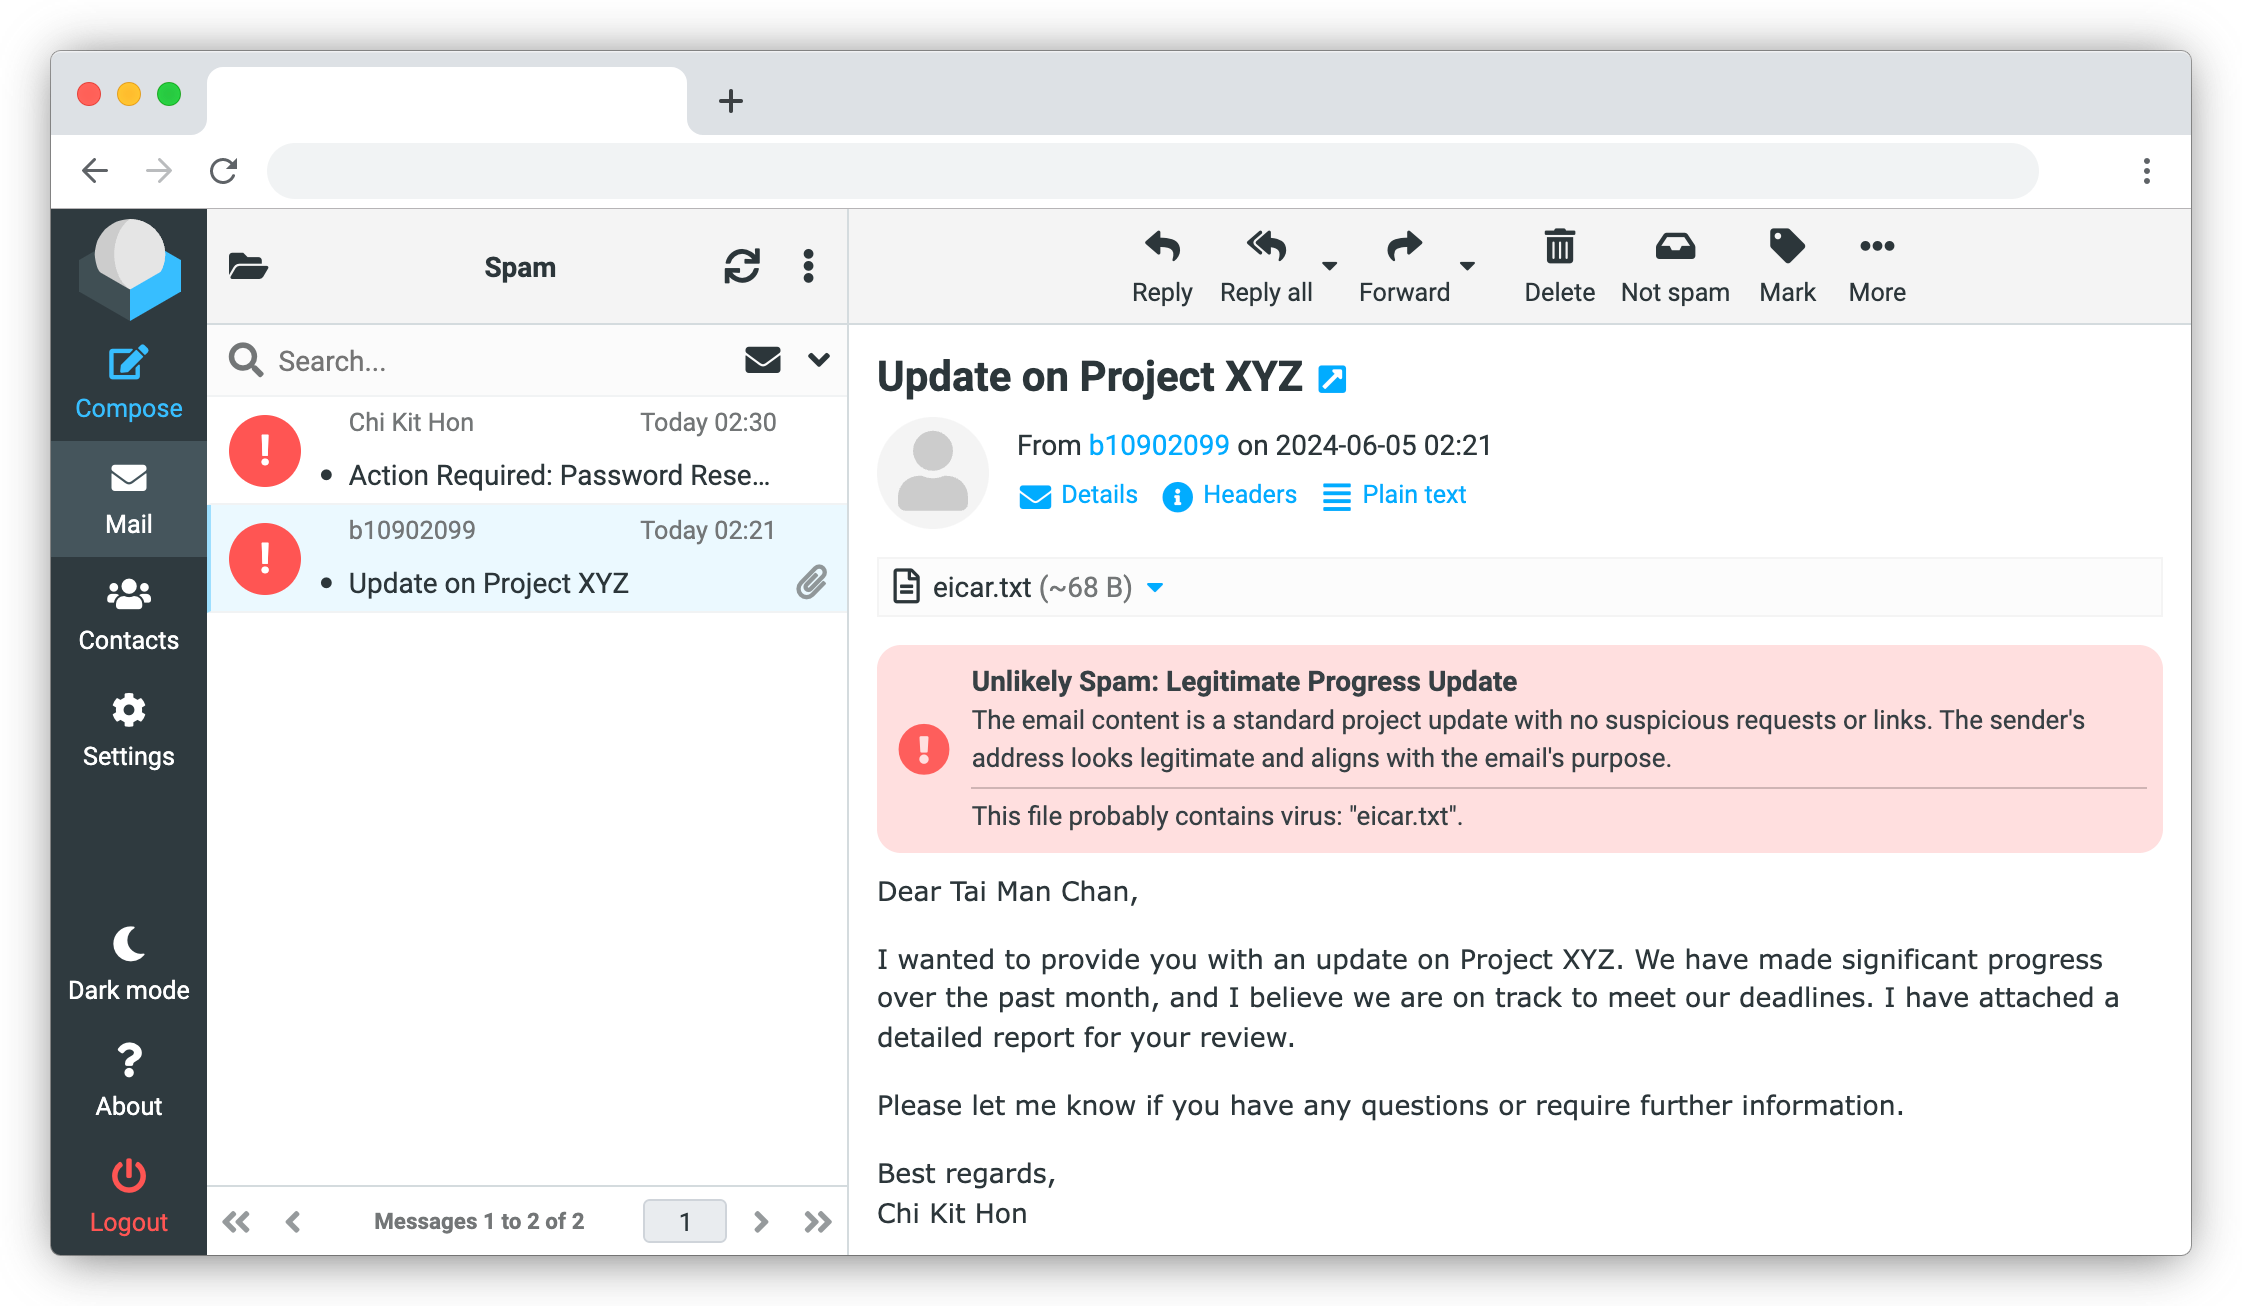 Compose
Mail
Contacts
Settings
Dark mode
About
Logout
Spam
Search...
Chi Kit Hon Today 02:30
• Action Required: Password Rese...
b10902099 Today 02:21
• Update on Project XYZ
Messages 1 to 2 of 2 1
Reply Reply all Forward Delete Not spam Mark More
Update on Project XYZ
From b10902099 on 2024-06-05 02:21
Details Headers Plain text
eicar.txt (~68 B)
Unlikely Spam: Legitimate Progress Update
The email content is a standard project update with no suspicious requests or links. The sender's
address looks legitimate and aligns with the email's purpose.
This file probably contains virus: "eicar.txt".
Dear Tai Man Chan,
I wanted to provide you with an update on Project XYZ. We have made significant progress
over the past month, and I believe we are on track to meet our deadlines. I have attached a
detailed report for your review.
Please let me know if you have any questions or require further information.
Best regards,
Chi Kit Hon